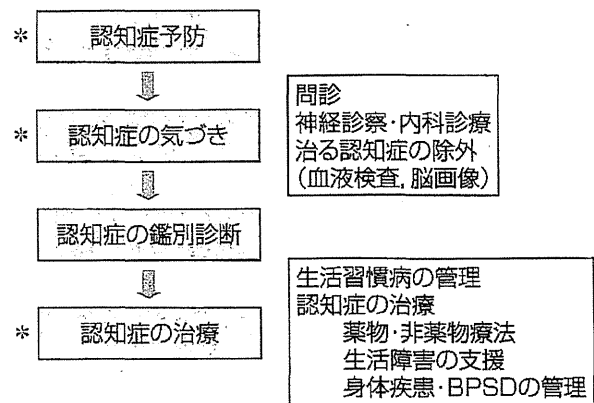 * 認知症予防
* 認知症の気づき
問診
神経診察・内科診療
治る認知症の除外
(血液検査, 脳画像)
認知症の鑑別診断
* 認知症の治療
生活習慣病の管理
認知症の治療
薬物・非薬物療法
生活障害の支援
身体疾患・BPSDの管理